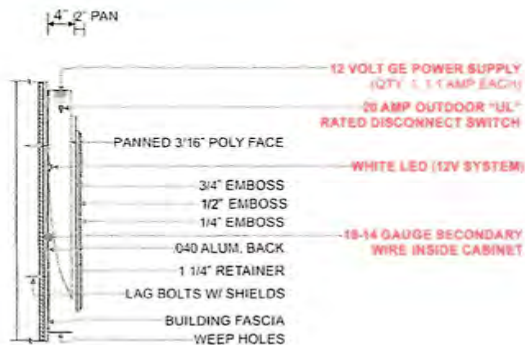 4" 2" PAN
12 VOLT GE POWER SUPPLY
(QTY. 1, 1.1 AMP EACH)
20 AMP OUTDOOR "UL"
RATED DISCONNECT SWITCH
PANNED 3/16" POLY FACE
WHITE LED (12V SYSTEM)
3/4" EMBOSS
1/2" EMBOSS
1/4" EMBOSS
18-14 GAUGE SECONDARY
WIRE INSIDE CABINET
.040 ALUM. BACK
1 1/4" RETAINER
LAG BOLTS W/ SHIELDS
BUILDING FASCIA
WEEP HOLES